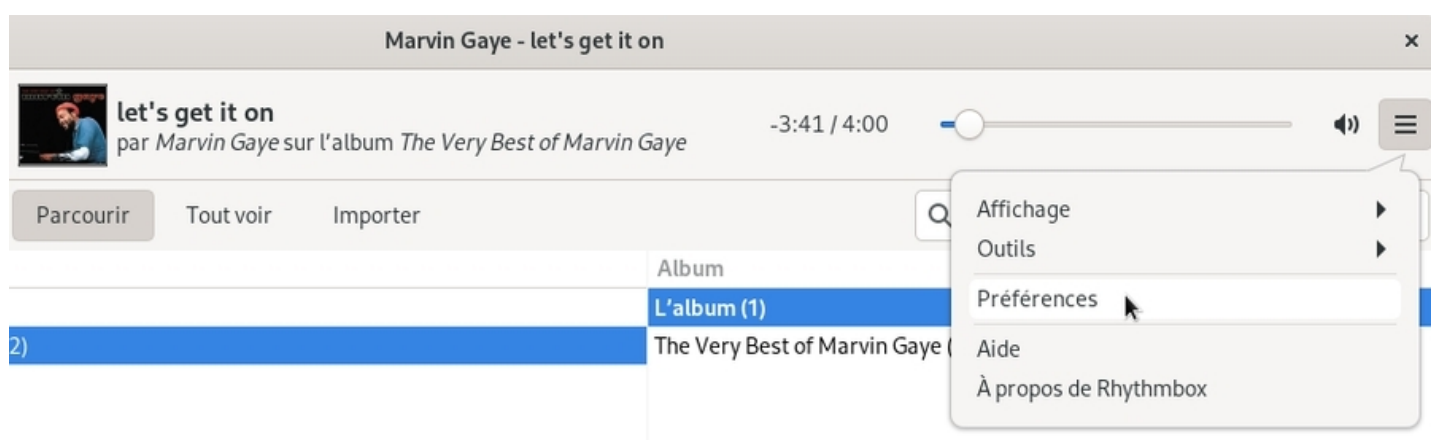 Marvin Gaye - let's get it on
let's get it on
par Marvin Gaye sur l'album The Very Best of Marvin Gaye
-3:41 / 4:00
Parcourir
Tout voir
Importer
Album
L'album (1)
2)
The Very Best of Marvin Gaye (
Affichage
Outils
Préférences
Aide
À propos de Rhythmbox